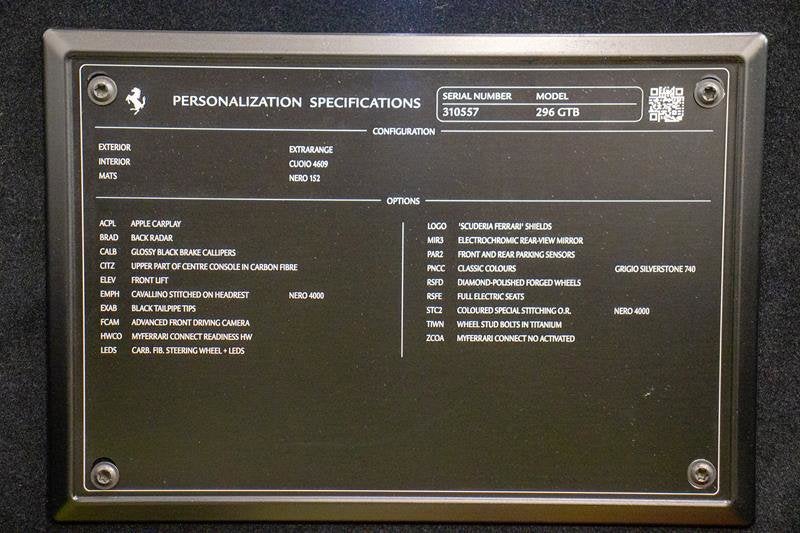 PERSONALIZATION SPECIFICATIONS
SERIAL NUMBER MODEL
310557 296 GTB
CONFIGURATION
EXTERIOR EXTRARANGE
INTERIOR CUOIO 4609
MATS NERO 152
OPTIONS
ACPL APPLE CARPLAY
BRAD BACK RADAR
CALB GLOSSY BLACK BRAKE CALLIPERS
CITZ UPPER PART OF CENTRE CONSOLE IN CARBON FIBRE
ELEV FRONT LIFT
EMPH CAVALLINO STITCHED ON HEADREST NERO 4000
EXAB BLACK TAILPIPE TIPS
FCAM ADVANCED FRONT DRIVING CAMERA
HWCO MYFERRARI CONNECT READINESS HW
LEDS CARB. FIB. STEERING WHEEL + LEDS
LOGO 'SCUDERIA FERRARI' SHIELDS
MIR3 ELECTROCHROMIC REAR-VIEW MIRROR
PAR2 FRONT AND REAR PARKING SENSORS
PNCC CLASSIC COLOURS GRIGIO SILVERSTONE 740
RSFD DIAMOND-POLISHED FORGED WHEELS
RSFE FULL ELECTRIC SEATS
STC2 COLOURED SPECIAL STITCHING O.R. NERO 4000
TIWN WHEEL STUD BOLTS IN TITANIUM
ZCOA MYFERRARI CONNECT NO ACTIVATED